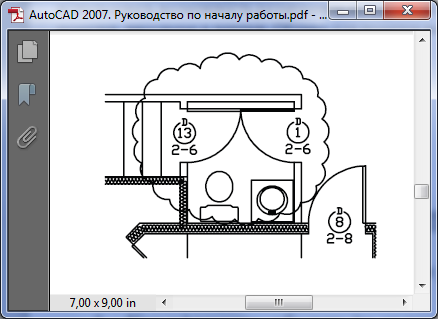 AutoCAD 2007. Руководство по началу работы.pdf - ...
D
13
2-6
D
1
2-6
D
8
2-8
7,00 x 9,00 in